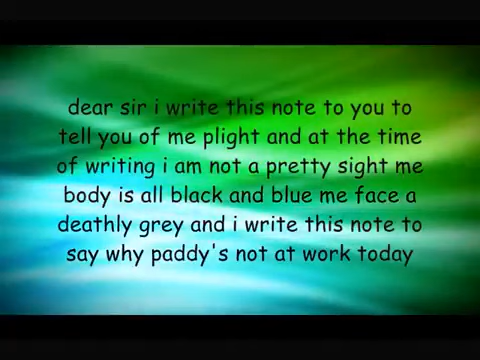 dear sir i write this note to you to
tell you of me plight and at the time
of writing i am not a pretty sight me
body is all black and blue me face a
deathly grey and i write this note to
say why paddy's not at work today